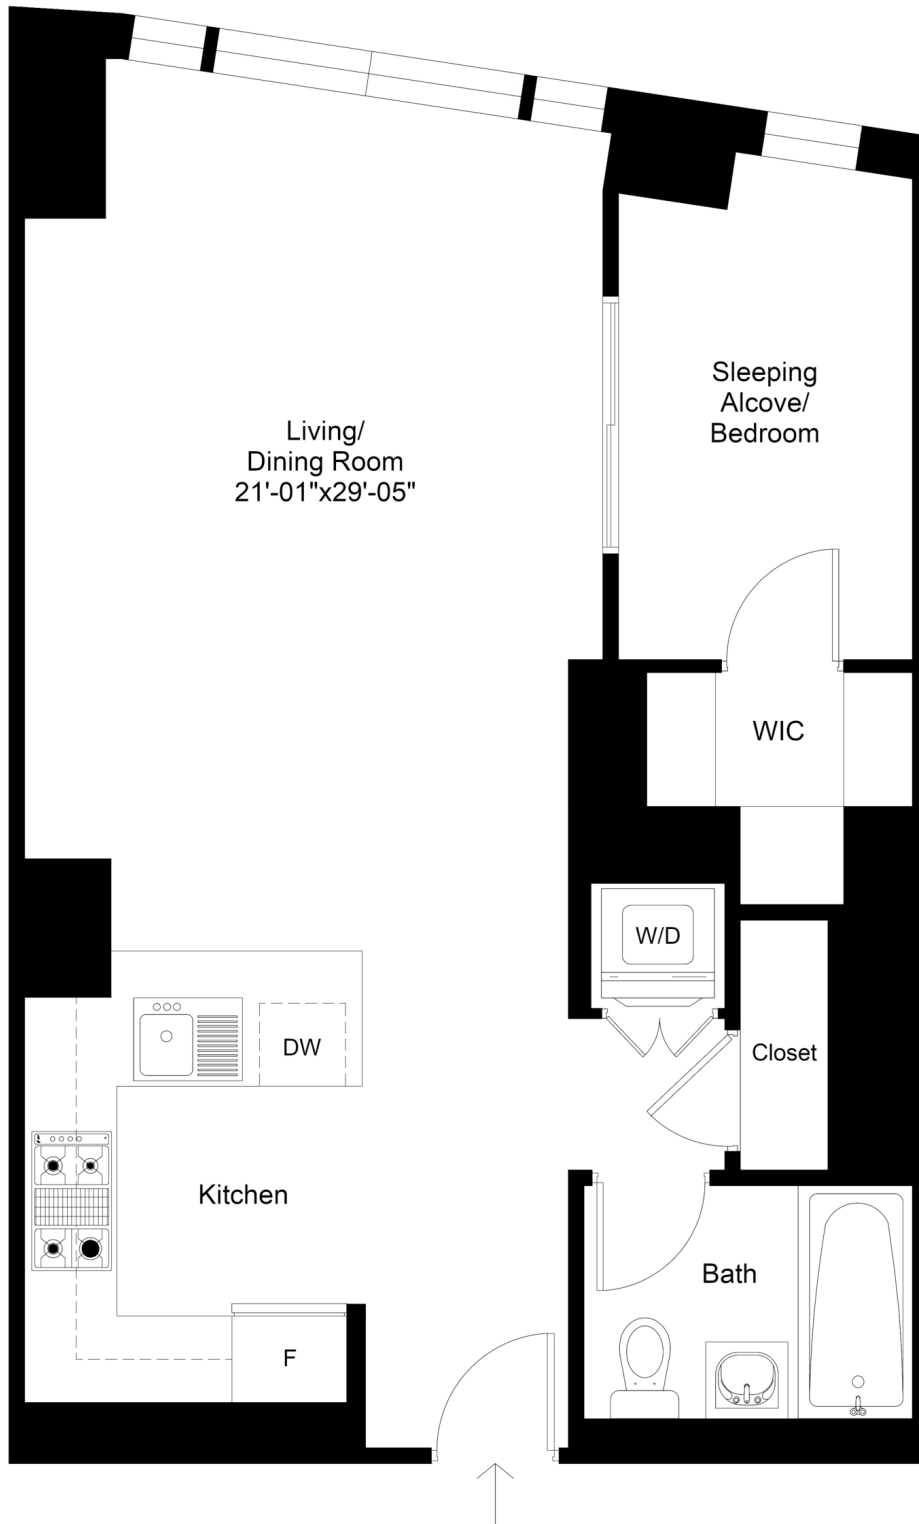 Sleeping
Alcove/
Bedroom
Living/
Dining Room
21'-01"x29'-05"
WIC
W/D
DW
Closet
Kitchen
Bath
F